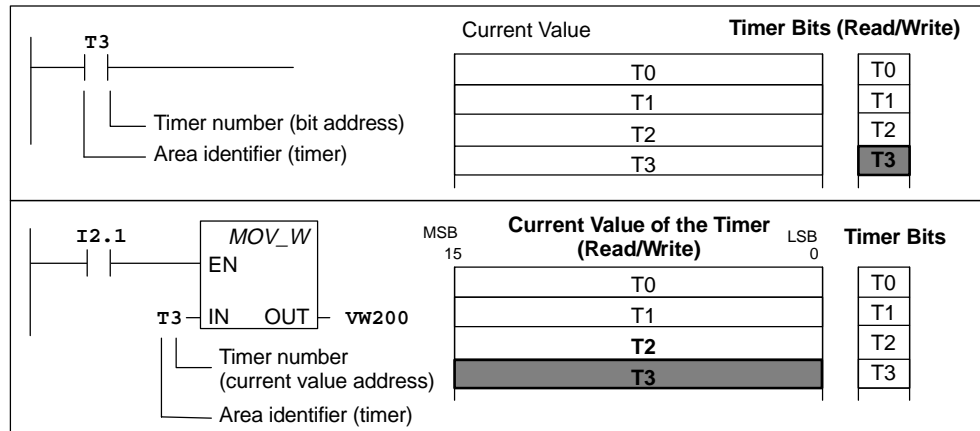 T3
Timer number (bit address)
Area identifier (timer)
Current Value
Timer Bits (Read/Write)
T0
T1
T2
T3
T0
T1
T2
T3
I2.1
MOV_W
EN
T3
IN
OUT
VW200
Timer number
(current value address)
Area identifier (timer)
MSB
15
Current Value of the Timer
(Read/Write)
LSB
0
Timer Bits
T0
T1
T2
T3
T0
T1
T2
T3